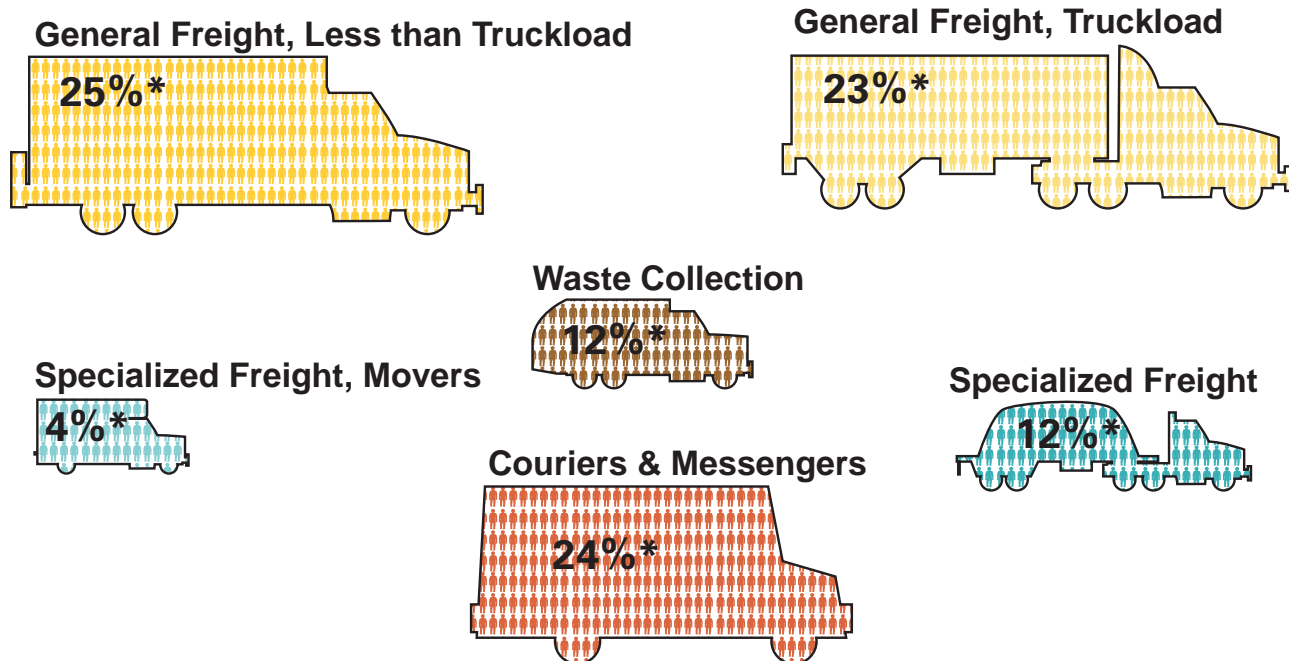 General Freight, Less than Truckload
25%*
General Freight, Truckload
23%*
Waste Collection
12%*
Specialized Freight, Movers
4%*
Specialized Freight
12%*
Couriers & Messengers
24%*